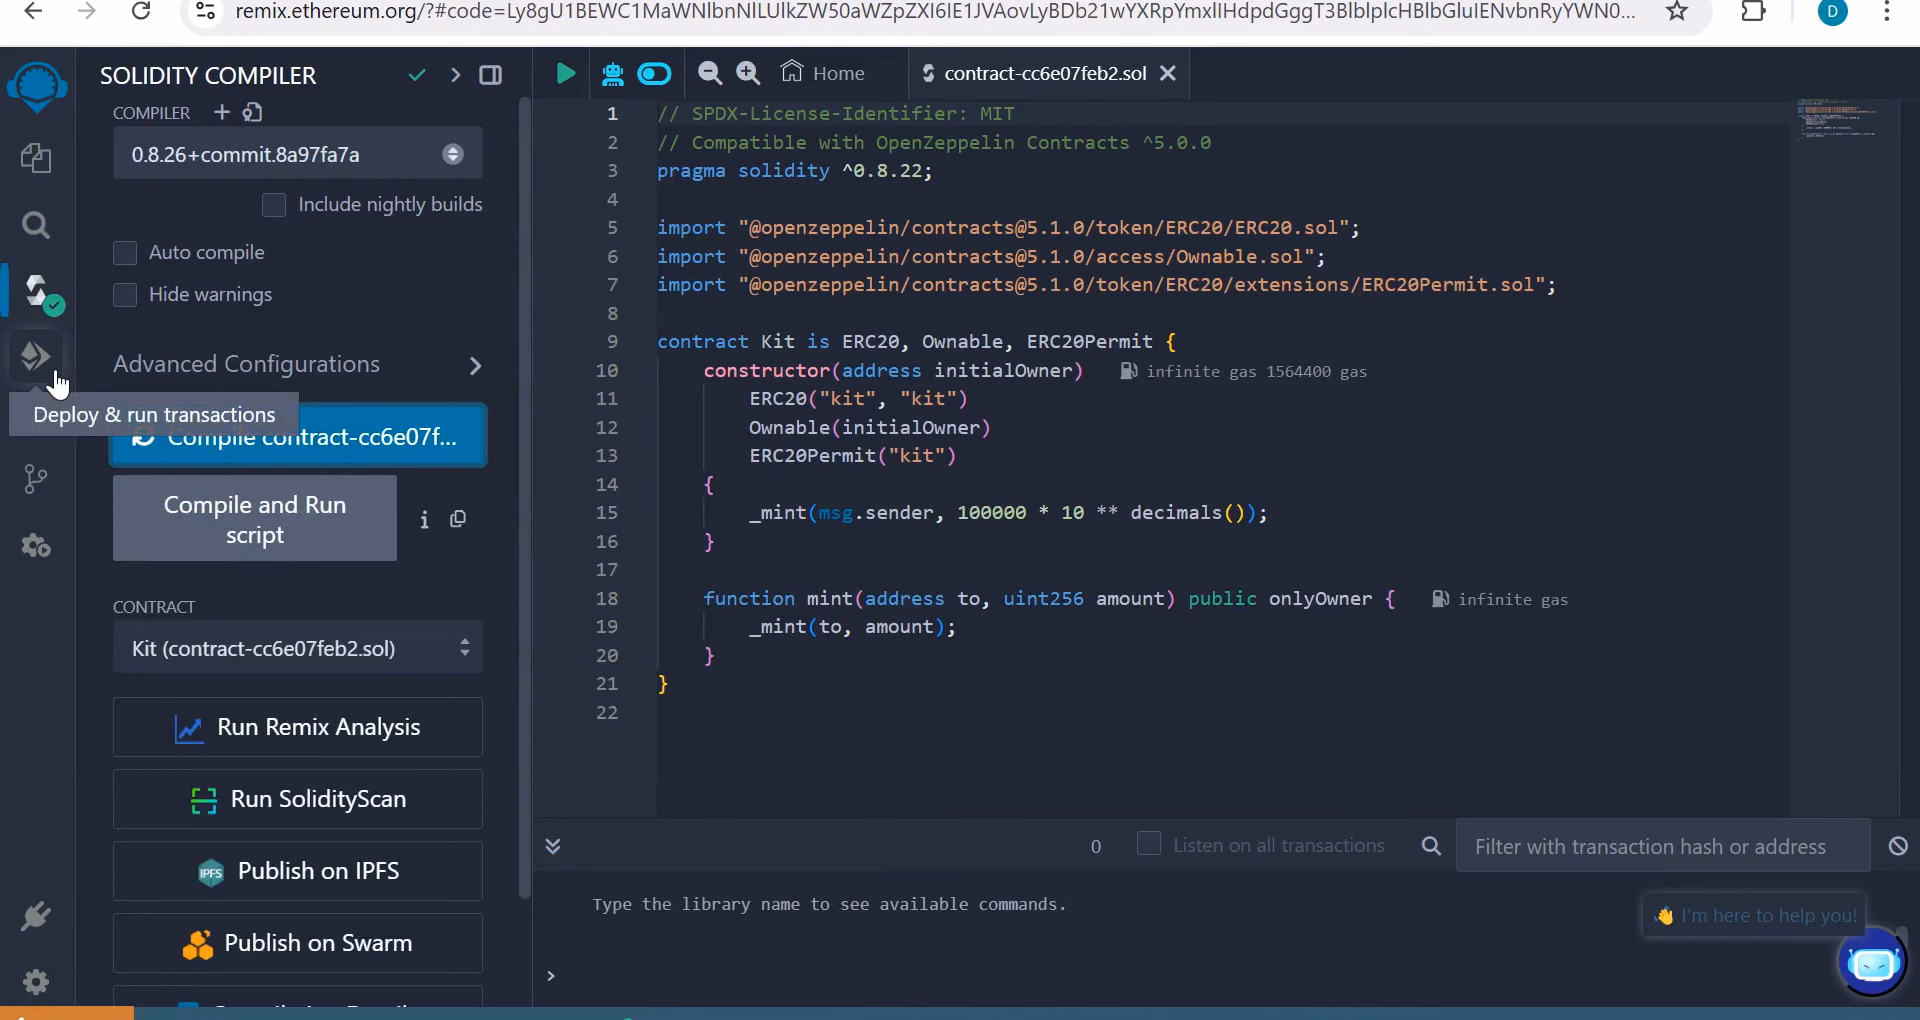 remix.ethereum.org/?#code=Ly8gU1BEWC1MaWNlbnNlLUlkZW50aWZpZXI6IE1JVAovLyBDb21wYXRpYmxlIHdpdGggT3BlblplcHBlbGluIENvbnRyYWN0...
D
SOLIDITY COMPILER
COMPILER
0.8.26+commit.8a97fa7a
Include nightly builds
Auto compile
Hide warnings
Advanced Configurations
Deploy & run transactions
Compile contract-cc6e07f...
Compile and Run
script
i
CONTRACT
Kit (contract-cc6e07feb2.sol)
Run Remix Analysis
Run SolidityScan
IPFS
Publish on IPFS
Publish on Swarm
Home
contract-cc6e07feb2.sol
1 // SPDX-License-Identifier: MIT
2 // Compatible with OpenZeppelin Contracts ^5.0.0
3 pragma solidity ^0.8.22;
4
5 import "@openzeppelin/contracts@5.1.0/token/ERC20/ERC20.sol";
6 import "@openzeppelin/contracts@5.1.0/access/Ownable.sol";
7 import "@openzeppelin/contracts@5.1.0/token/ERC20/extensions/ERC20Permit.sol";
8
9 contract Kit is ERC20, Ownable, ERC20Permit {
10 constructor(address initialOwner) infinite gas 1564400 gas
11 ERC20("kit", "kit")
12 Ownable(initialOwner)
13 ERC20Permit("kit")
14 {
15 _mint(msg.sender, 100000 * 10 ** decimals());
16 }
17
18 function mint(address to, uint256 amount) public onlyOwner { infinite gas
19 _mint(to, amount);
20 }
21 }
22
0
Listen on all transactions
Filter with transaction hash or address
Type the library name to see available commands.
👋 I'm here to help you!
>